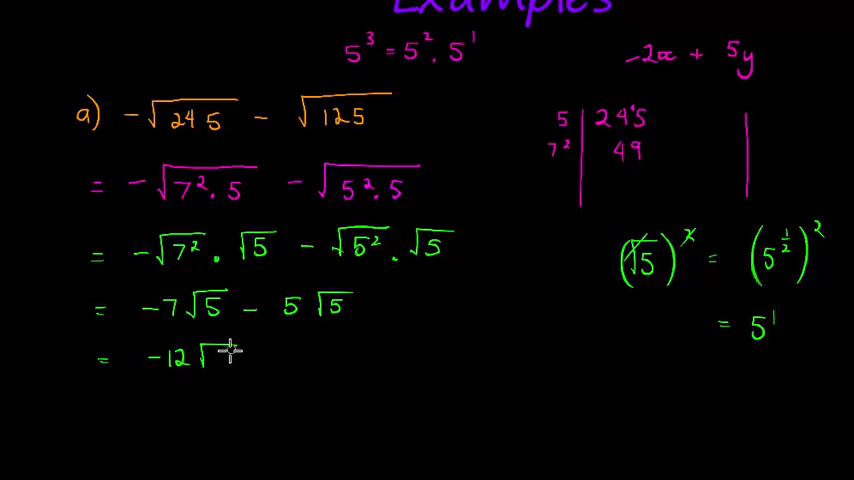 Examples
5³ = 5² . 5¹
-2x + 5y
a) -√245 - √125
5 | 245
7² | 49
= -√7² . 5 - √5² . 5
= -√7² . √5 - √5² . √5
(√5)² = (5^½)²
= -7√5 - 5√5
= 5¹
= -12√